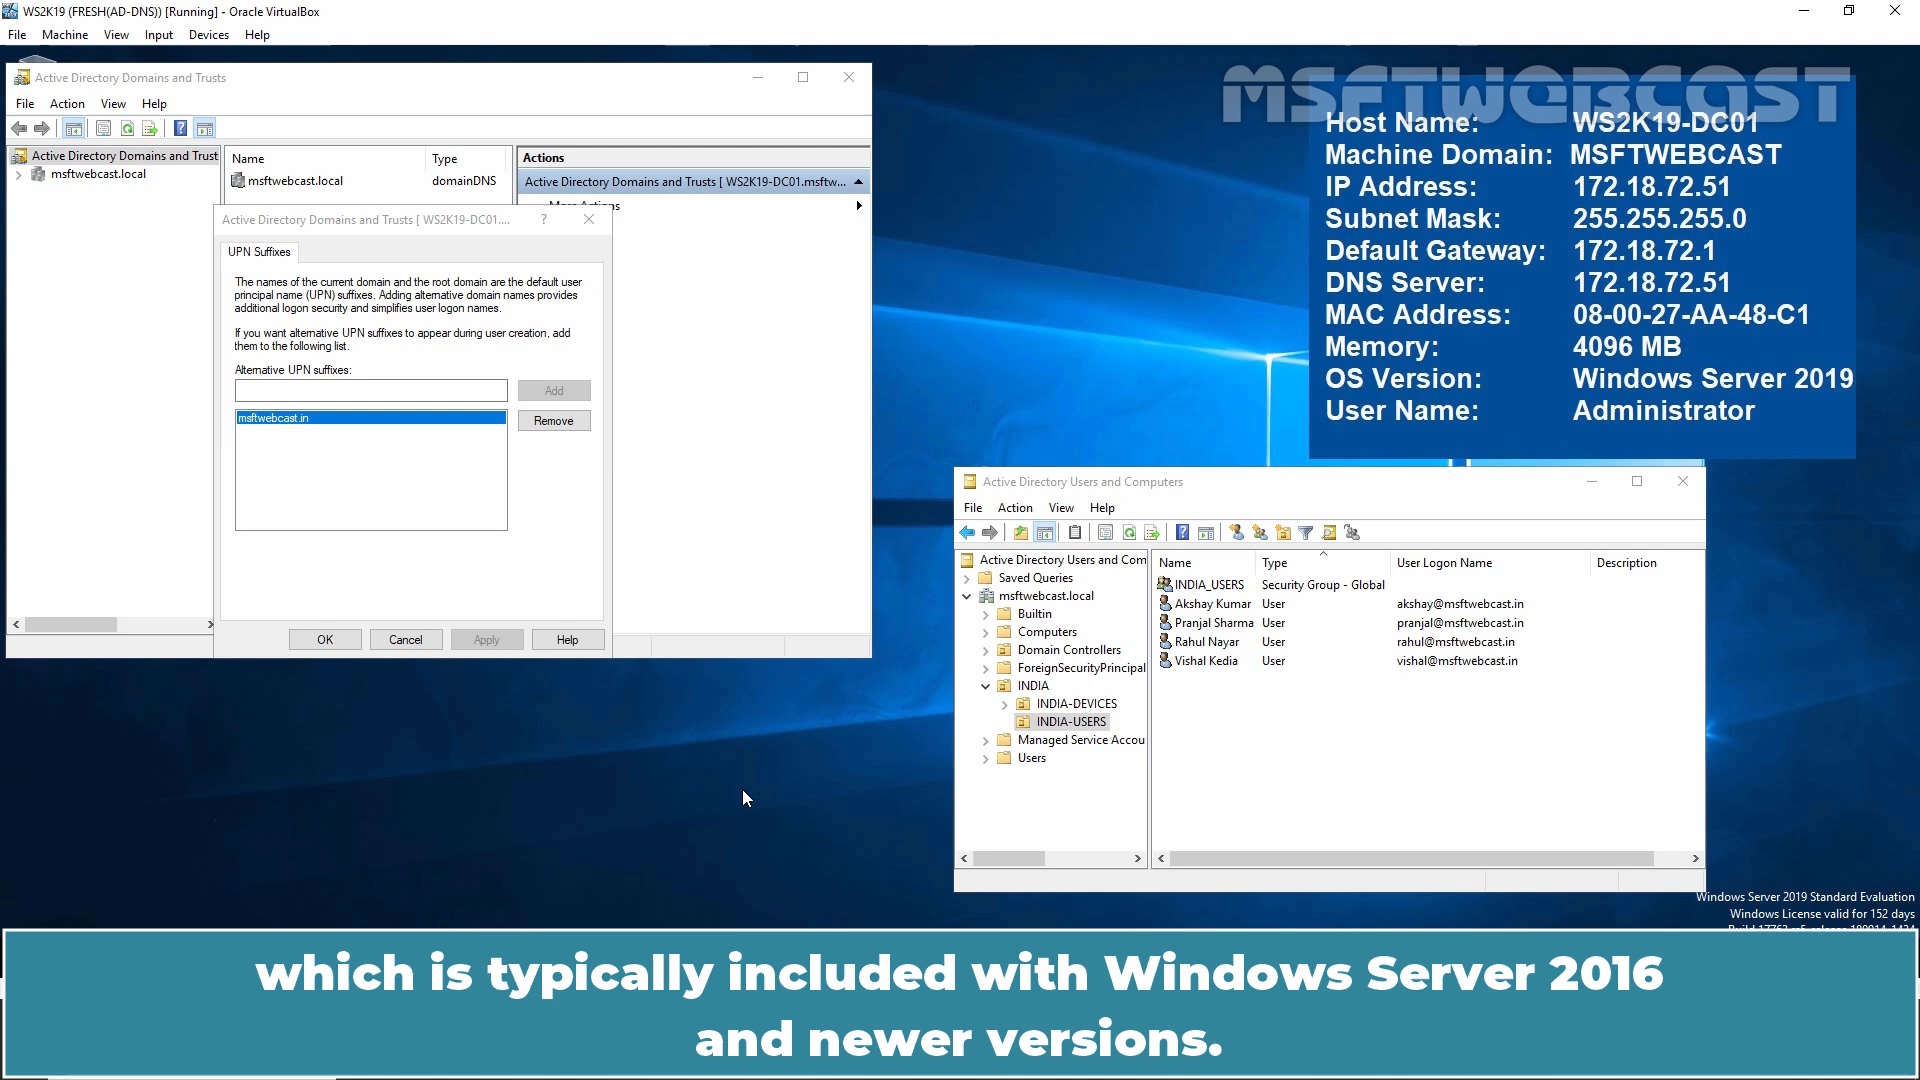 WS2K19 (FRESH(AD-DNS)) [Running] - Oracle VirtualBox
File Machine View Input Devices Help
MSFTWEBCAST
Host Name: WS2K19-DC01
Machine Domain: MSFTWEBCAST
IP Address: 172.18.72.51
Subnet Mask: 255.255.255.0
Default Gateway: 172.18.72.1
DNS Server: 172.18.72.51
MAC Address: 08-00-27-AA-48-C1
Memory: 4096 MB
OS Version: Windows Server 2019
User Name: Administrator
Active Directory Domains and Trusts
File Action View Help
Active Directory Domains and Trust
msftwebcast.local
Name Type
msftwebcast.local domainDNS
Actions
Active Directory Domains and Trusts [ WS2K19-DC01.msftw...
More Actions
Active Directory Domains and Trusts [ WS2K19-DC01....
UPN Suffixes
The names of the current domain and the root domain are the default user
principal name (UPN) suffixes. Adding alternative domain names provides
additional logon security and simplifies user logon names.
If you want alternative UPN suffixes to appear during user creation, add
them to the following list.
Alternative UPN suffixes:
Add
msftwebcast.in
Remove
OK Cancel Apply Help
Active Directory Users and Computers
File Action View Help
Active Directory Users and Com
Saved Queries
msftwebcast.local
Builtin
Computers
Domain Controllers
ForeignSecurityPrincipal
INDIA
INDIA-DEVICES
INDIA-USERS
Managed Service Accou
Users
Name Type User Logon Name Description
INDIA_USERS Security Group - Global
Akshay Kumar User akshay@msftwebcast.in
Pranjal Sharma User pranjal@msftwebcast.in
Rahul Nayar User rahul@msftwebcast.in
Vishal Kedia User vishal@msftwebcast.in
Windows Server 2019 Standard Evaluation
Windows License valid for 152 days
which is typically included with Windows Server 2016
and newer versions.